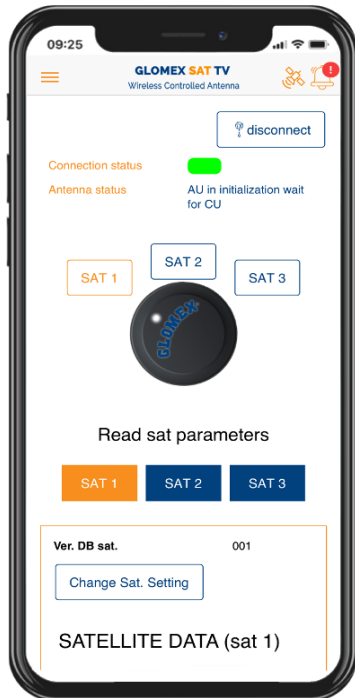 09:25
GLOMEX SAT TV
Wireless Controlled Antenna
!
disconnect
Connection status
Antenna status
AU in initialization wait
for CU
SAT 1
SAT 2
SAT 3
GLOMEX
Read sat parameters
SAT 1
SAT 2
SAT 3
Ver. DB sat.
001
Change Sat. Setting
SATELLITE DATA (sat 1)